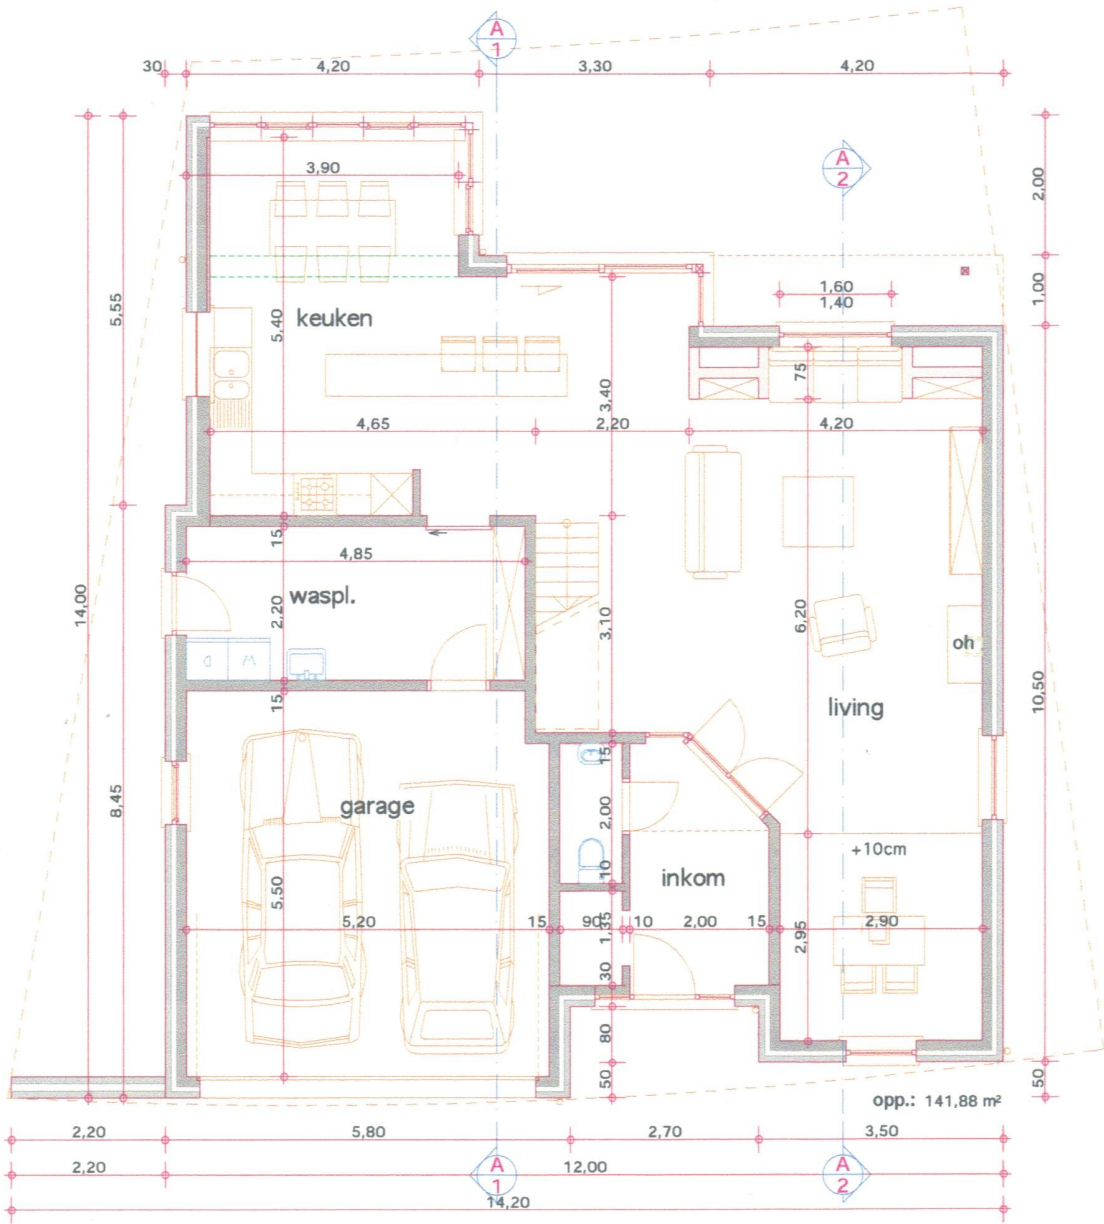 A
1
30 4,20 3,30 4,20
A
2
3,90
2,00
1,60
1,40
1,00
5,55
5,40
keuken
75
3,40
4,65 2,20 4,20
15
4,85
waspl.
2,20
14,00
3,10
6,20
oh
D W
15
living
10,50
15
8,45
garage
2,00
+10cm
10
inkom
5,50
5,20 15 90 10 2,00 15 2,90
1,35
2,95
30
80
50
50
opp.: 141,88 m²
2,20 5,80 2,70 3,50
2,20 12,00
A
1
A
2
14,20